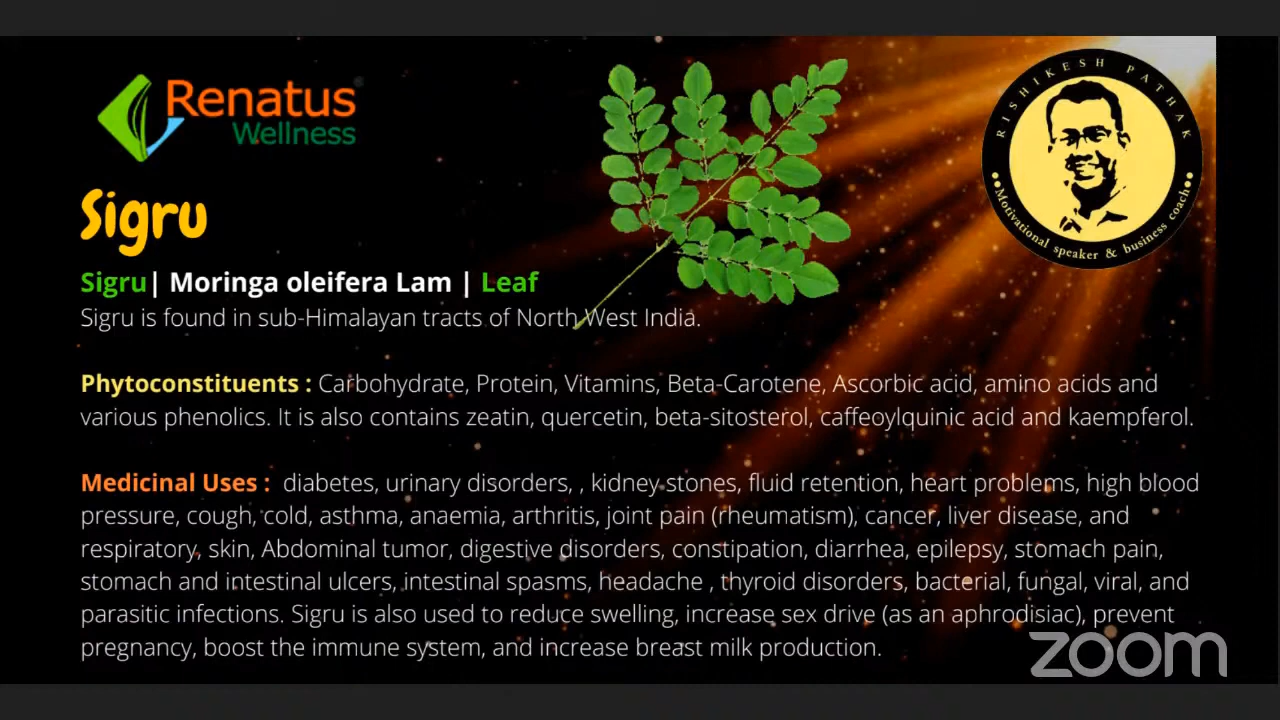 Renatus
Wellness
RISHIKESH PATHAK
Motivational speaker & business coach
Sigru
Sigru| Moringa oleifera Lam | Leaf
Sigru is found in sub-Himalayan tracts of North West India.
Phytoconstituents : Carbohydrate, Protein, Vitamins, Beta-Carotene, Ascorbic acid, amino acids and
various phenolics. It is also contains zeatin, quercetin, beta-sitosterol, caffeoylquinic acid and kaempferol.
Medicinal Uses : diabetes, urinary disorders, , kidney stones, fluid retention, heart problems, high blood
pressure, cough, cold, asthma, anaemia, arthritis, joint pain (rheumatism), cancer, liver disease, and
respiratory, skin, Abdominal tumor, digestive disorders, constipation, diarrhea, epilepsy, stomach pain,
stomach and intestinal ulcers, intestinal spasms, headache , thyroid disorders, bacterial, fungal, viral, and
parasitic infections. Sigru is also used to reduce swelling, increase sex drive (as an aphrodisiac), prevent
pregnancy, boost the immune system, and increase breast milk production.
zoom